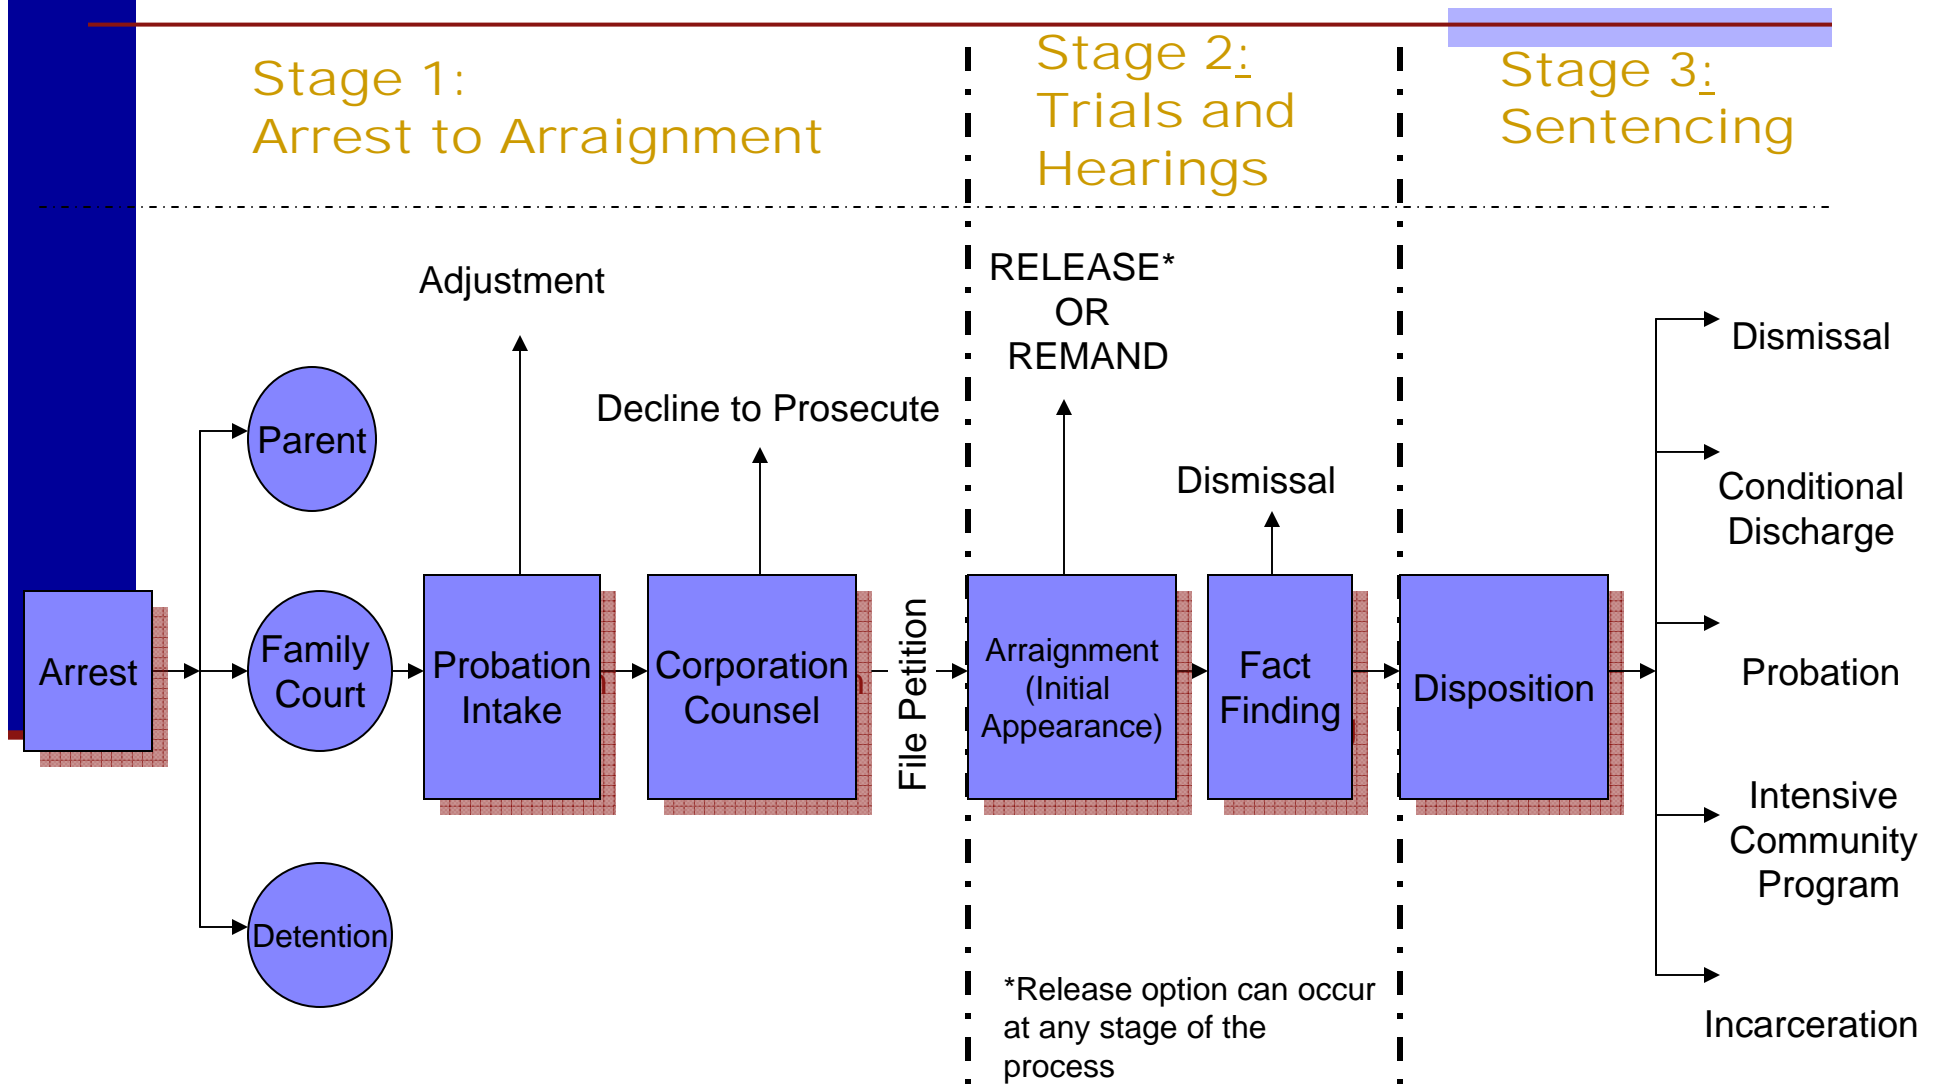 Stage 1:
Arrest to Arraignment
Stage 2:
Trials and
Hearings
Stage 3:
Sentencing
Adjustment
Decline to Prosecute
RELEASE*
OR
REMAND
Dismissal
Parent
Arrest
Family
Court
Detention
Probation
Intake
Corporation
Counsel
File Petition
Arraignment
(Initial
Appearance)
Fact
Finding
Disposition
Dismissal
Conditional
Discharge
Probation
Intensive
Community
Program
Incarceration
*Release option can occur
at any stage of the
process